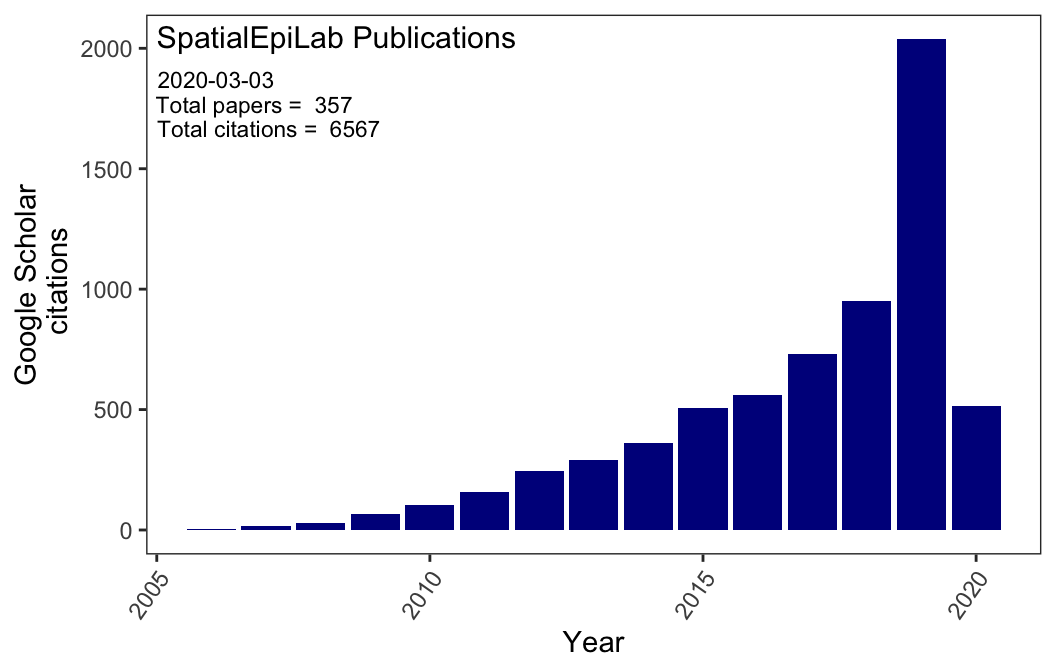 SpatialEpiLab Publications
2020-03-03
Total papers =  357
Total citations =  6567
Google Scholar
citations
2000
1500
1000
500
0
2005
2010
2015
2020
Year